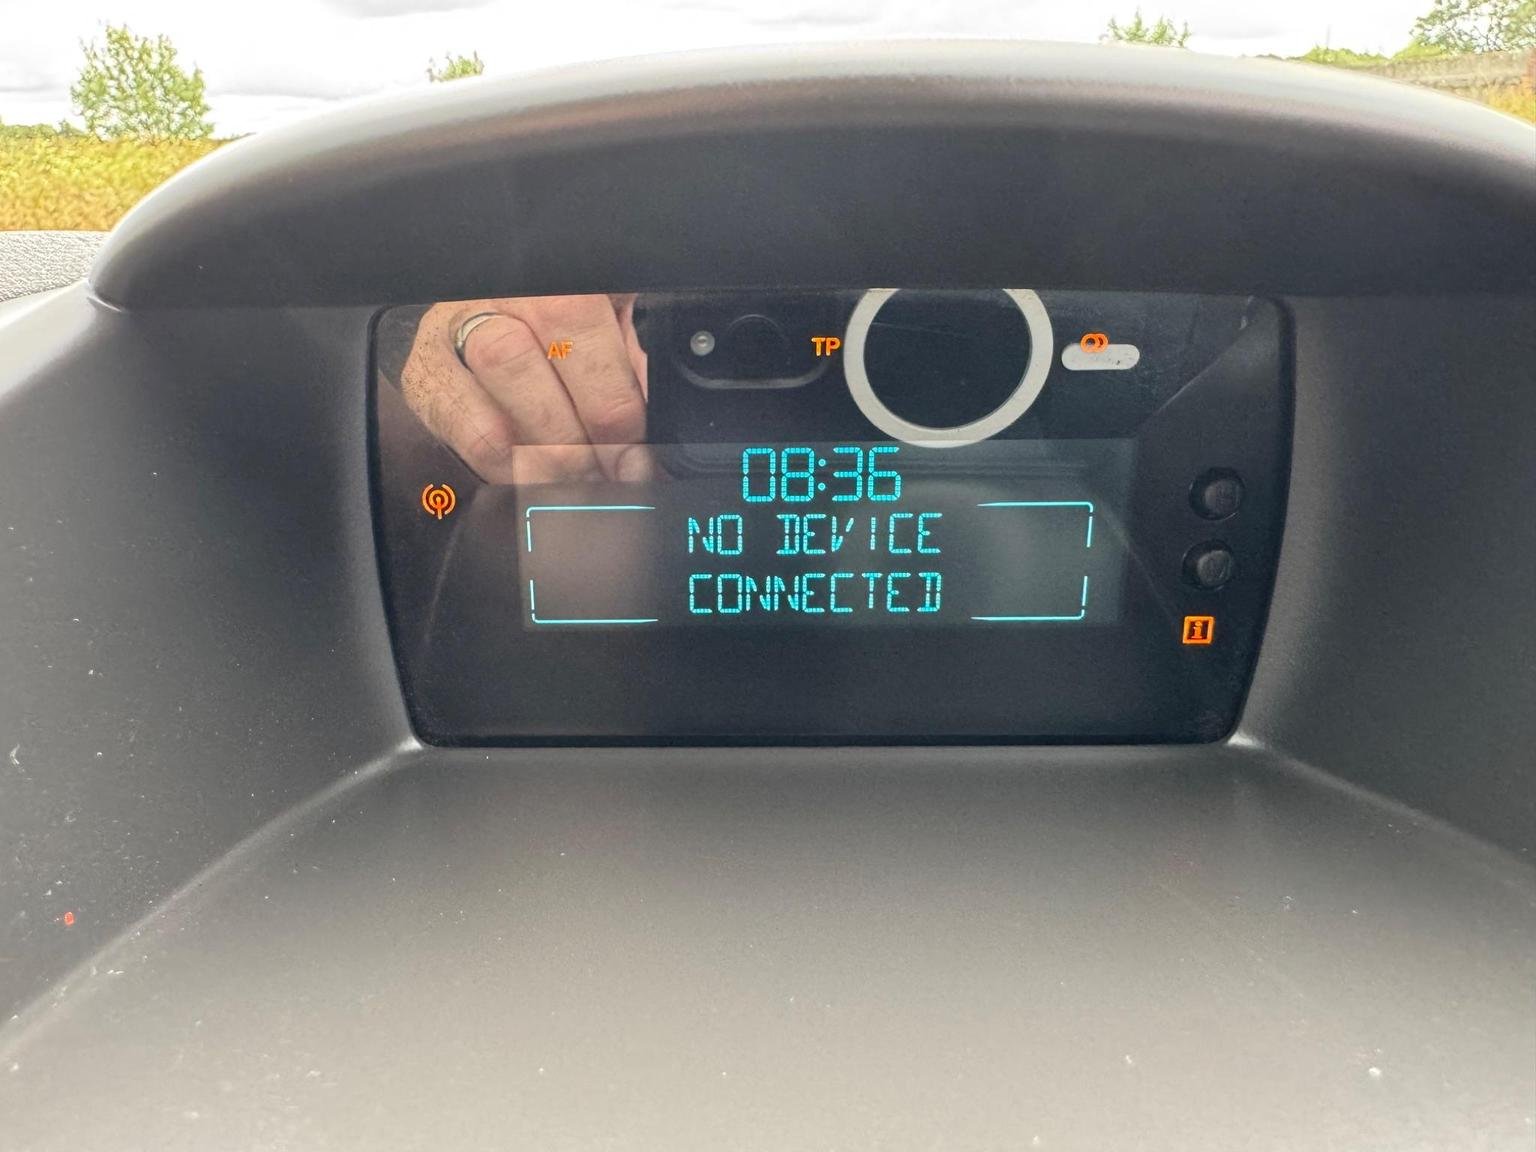 AF TP
08:36
NO DEVICE
CONNECTED
i